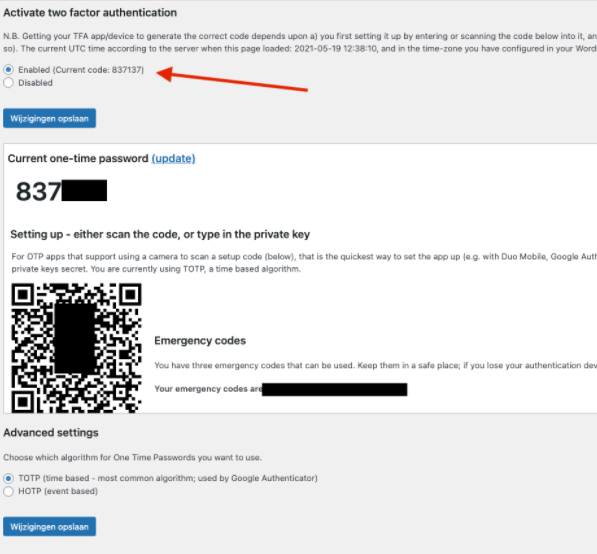 Activate two factor authentication
N.B. Getting your TFA app/device to generate the correct code depends upon a) you first setting it up by entering or scanning the code below into it, an
so). The current UTC time according to the server when this page loaded: 2021-05-19 12:38:10, and in the time-zone you have configured in your Word
Enabled (Current code: 837137)
Disabled
Wijzigingen opslaan
Current one-time password (update)
837
Setting up - either scan the code, or type in the private key
For OTP apps that support using a camera to scan a setup code (below), that is the quickest way to set the app up (e.g. with Duo Mobile, Google Auth
private keys secret. You are currently using TOTP, a time based algorithm.
Emergency codes
You have three emergency codes that can be used. Keep them in a safe place; if you lose your authentication dev
Your emergency codes are
Advanced settings
Choose which algorithm for One Time Passwords you want to use.
TOTP (time based - most common algorithm; used by Google Authenticator)
HOTP (event based)
Wijzigingen opslaan